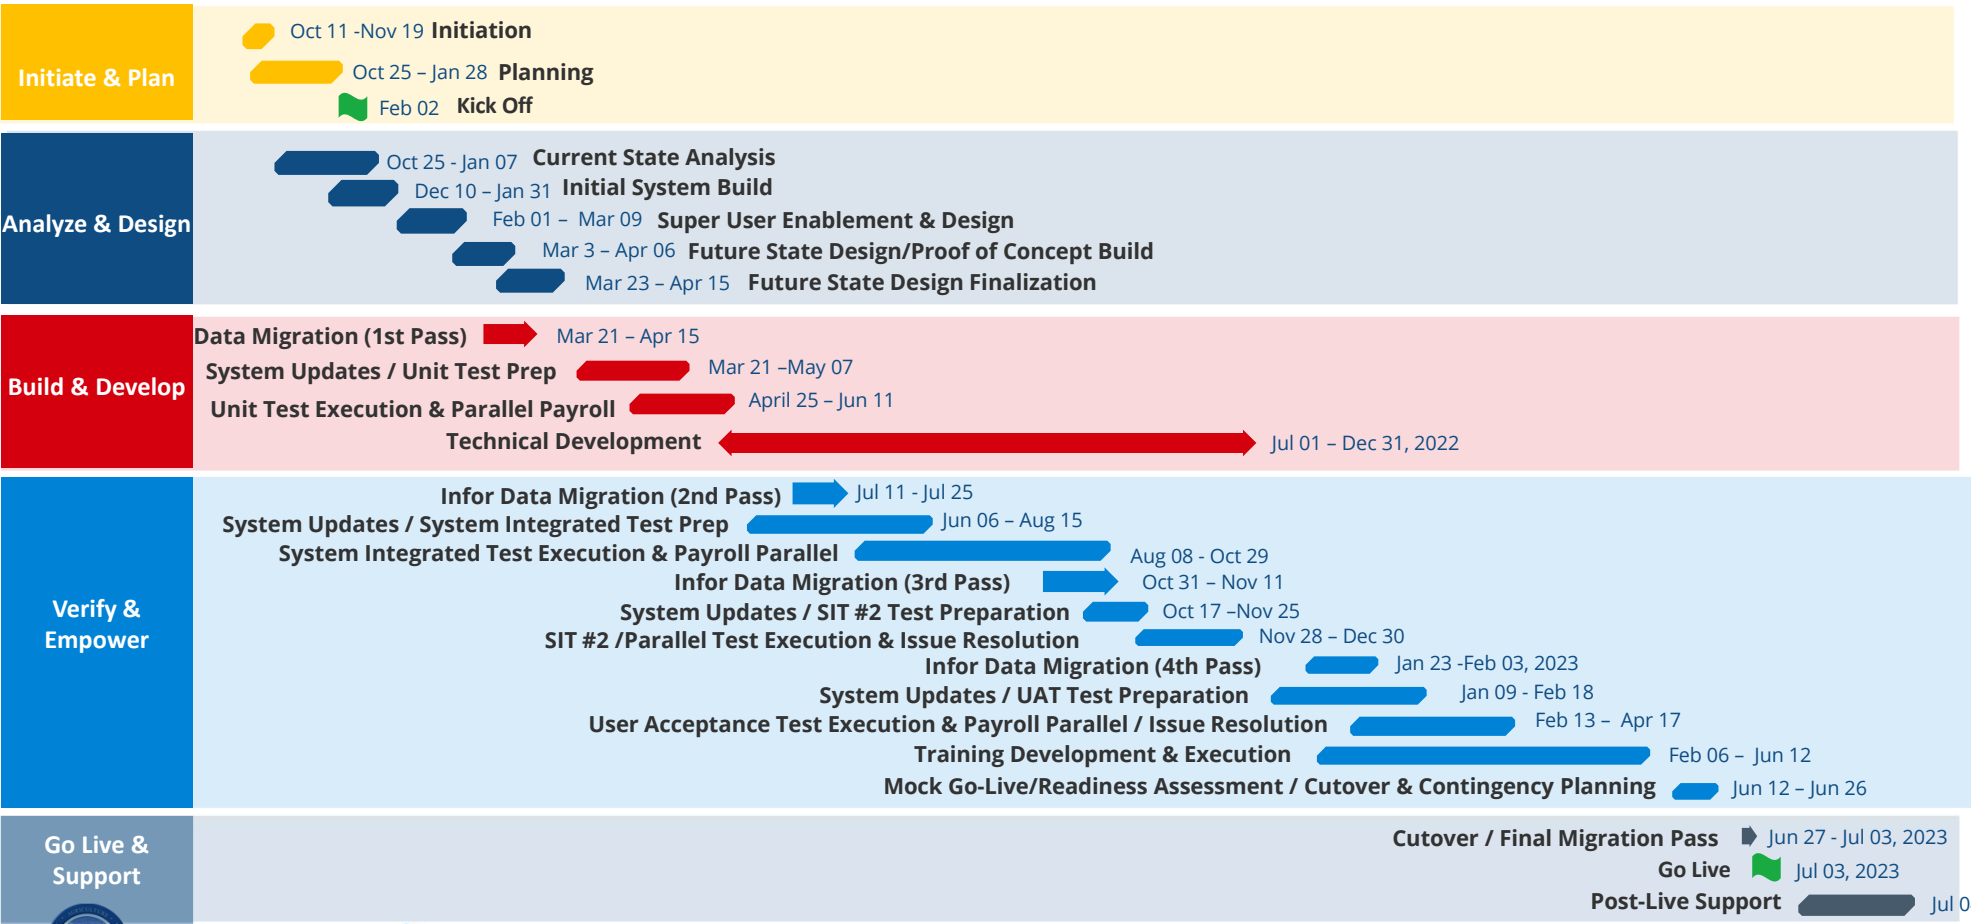 Initiate & Plan
Oct 11 -Nov 19 Initiation
Oct 25 – Jan 28 Planning
Feb 02 Kick Off
Analyze & Design
Oct 25 - Jan 07 Current State Analysis
Dec 10 – Jan 31 Initial System Build
Feb 01 – Mar 09 Super User Enablement & Design
Mar 3 – Apr 06 Future State Design/Proof of Concept Build
Mar 23 – Apr 15 Future State Design Finalization
Build & Develop
Data Migration (1st Pass) Mar 21 – Apr 15
System Updates / Unit Test Prep Mar 21 –May 07
Unit Test Execution & Parallel Payroll April 25 – Jun 11
Technical Development Jul 01 – Dec 31, 2022
Verify &
Empower
Infor Data Migration (2nd Pass) Jul 11 - Jul 25
System Updates / System Integrated Test Prep Jun 06 – Aug 15
System Integrated Test Execution & Payroll Parallel Aug 08 - Oct 29
Infor Data Migration (3rd Pass) Oct 31 – Nov 11
System Updates / SIT #2 Test Preparation Oct 17 –Nov 25
SIT #2 /Parallel Test Execution & Issue Resolution Nov 28 – Dec 30
Infor Data Migration (4th Pass) Jan 23 -Feb 03, 2023
System Updates / UAT Test Preparation Jan 09 - Feb 18
User Acceptance Test Execution & Payroll Parallel / Issue Resolution Feb 13 – Apr 17
Training Development & Execution Feb 06 – Jun 12
Mock Go-Live/Readiness Assessment / Cutover & Contingency Planning Jun 12 – Jun 26
Go Live &
Support
Cutover / Final Migration Pass Jun 27 - Jul 03, 2023
Go Live Jul 03, 2023
Post-Live Support Jul 0